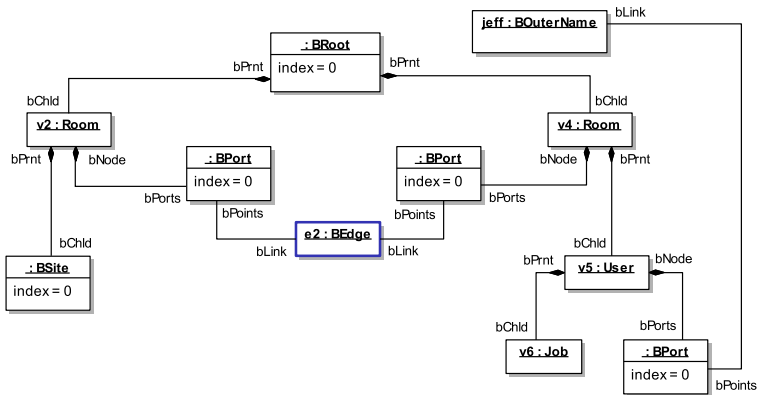 jeff : BOuterName
bLink
: BRoot
index = 0
bPrnt
bPrnt
bChld
bChld
v2 : Room
v4 : Room
bPrnt
bNode
: BPort
index = 0
: BPort
index = 0
bNode
bPrnt
bPorts
bPorts
bPoints
bPoints
e2 : BEdge
bLink
bLink
bChld
bChld
: BSite
index = 0
bPrnt
v5 : User
bNode
bChld
bPorts
v6 : Job
: BPort
index = 0
bPoints